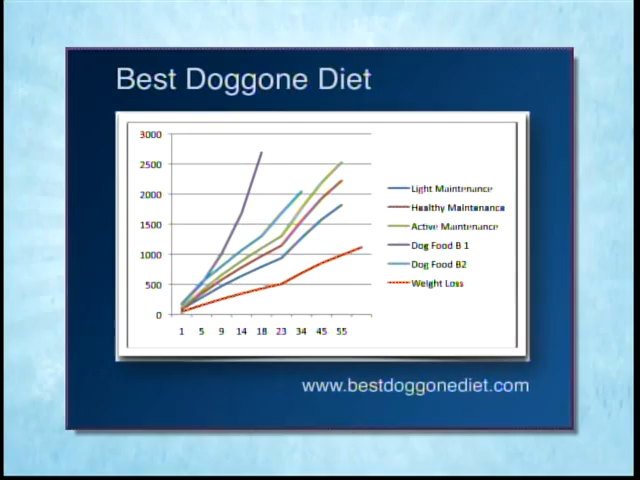 Best Doggone Diet
3000
2500
2000
1500
1000
500
0
1 5 9 14 18 23 34 45 55
Light Maintenance
Healthy Maintenance
Active Maintenance
Dog Food B 1
Dog Food B2
Weight Loss
www.bestdoggonediet.com